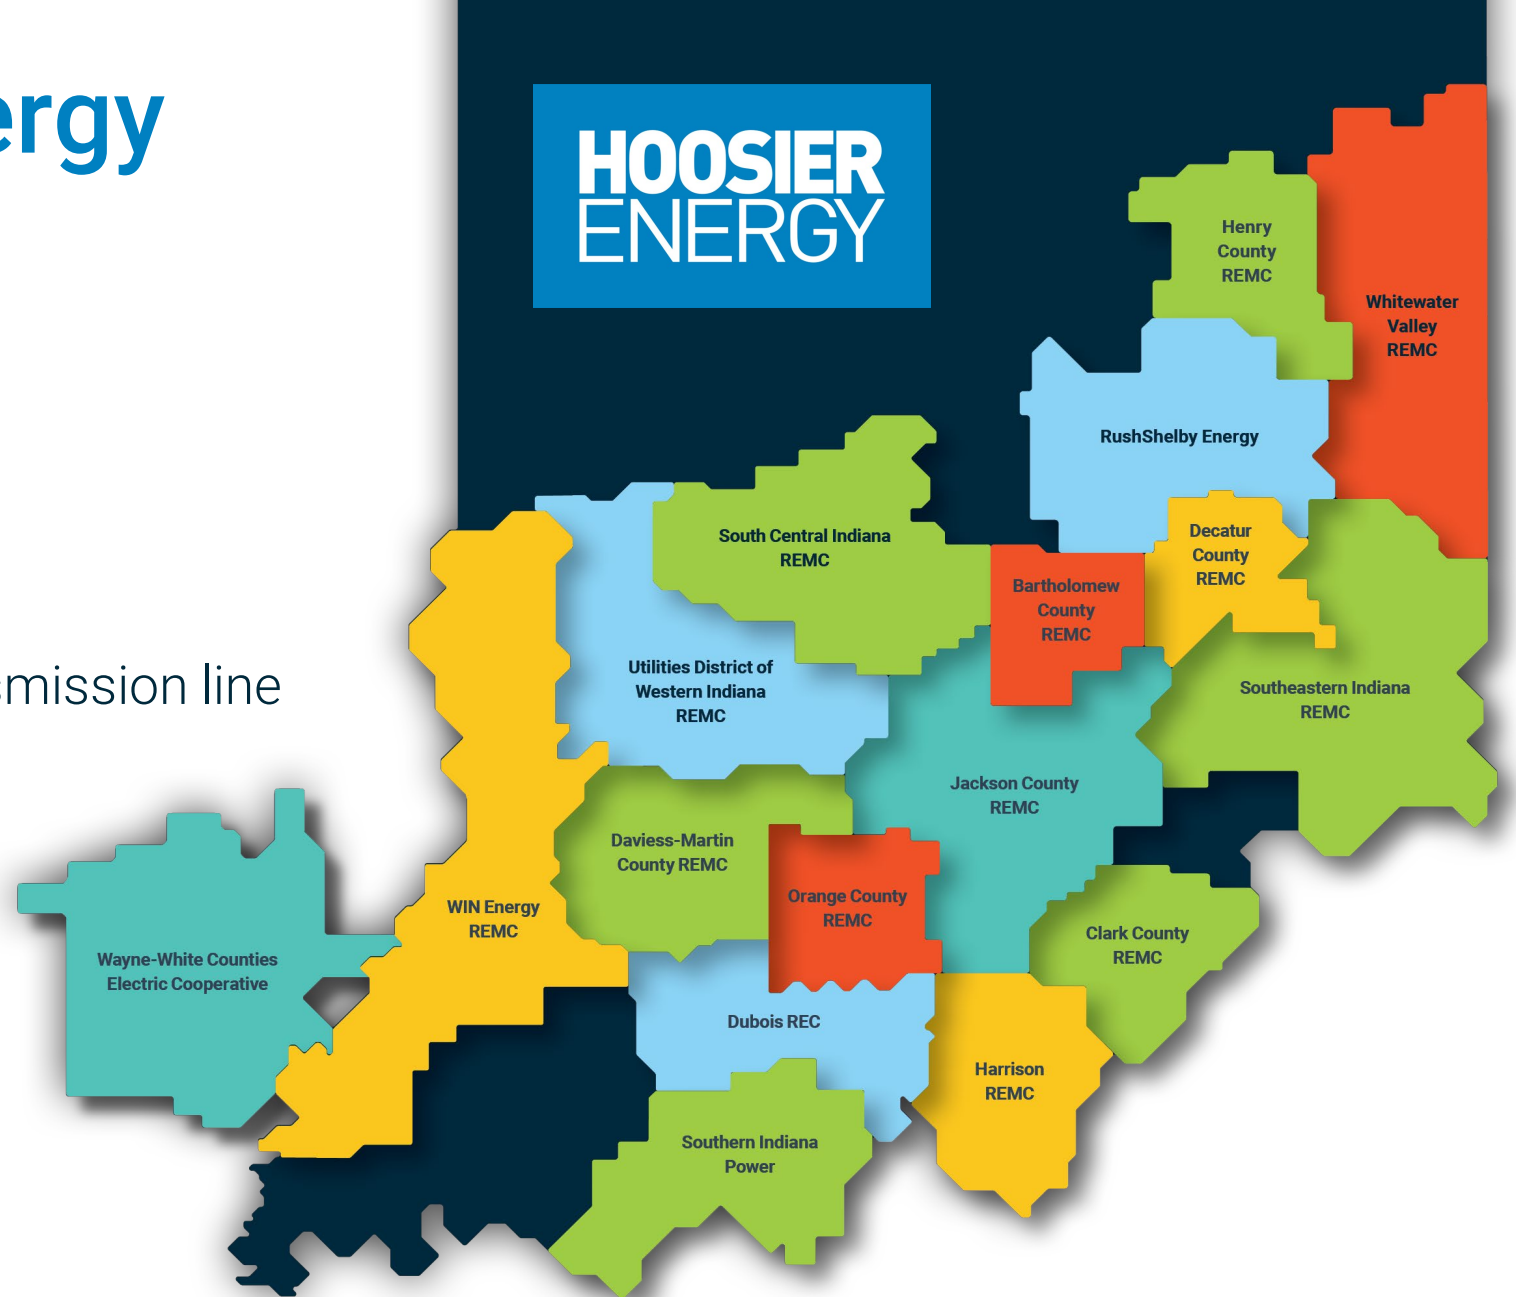 ergy
HOOSIER
ENERGY
Henry
County
REMC
Whitewater
Valley
REMC
RushShelby Energy
South Central Indiana
REMC
Decatur
County
REMC
Bartholomew
County
REMC
Utilities District of
Western Indiana
REMC
smission line
Southeastern Indiana
REMC
Jackson County
REMC
Daviess-Martin
County REMC
Orange County
REMC
WIN Energy
REMC
Clark County
REMC
Wayne-White Counties
Electric Cooperative
Dubois REC
Harrison
REMC
Southern Indiana
Power